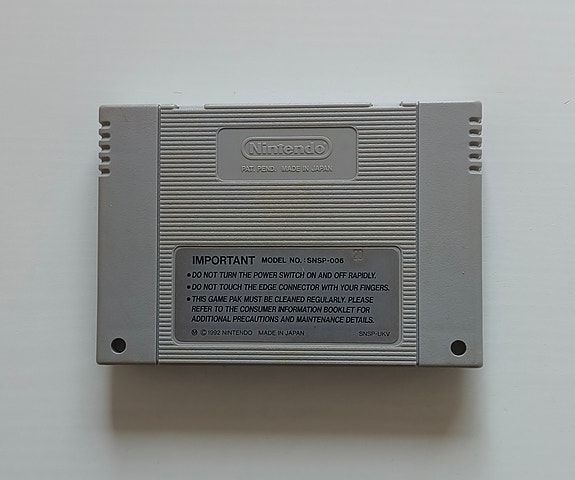 Nintendo
PAT. PEND. MADE IN JAPAN
IMPORTANT MODEL NO.: SNSP-006
•DO NOT TURN THE POWER SWITCH ON AND OFF RAPIDLY.
•DO NOT TOUCH THE EDGE CONNECTOR WITH YOUR FINGERS.
•THIS GAME PAK MUST BE CLEANED REGULARLY. PLEASE
REFER TO THE CONSUMER INFORMATION BOOKLET FOR
ADDITIONAL PRECAUTIONS AND MAINTENANCE DETAILS.
Ⓜ ©1992 NINTENDO MADE IN JAPAN SNSP-UKV